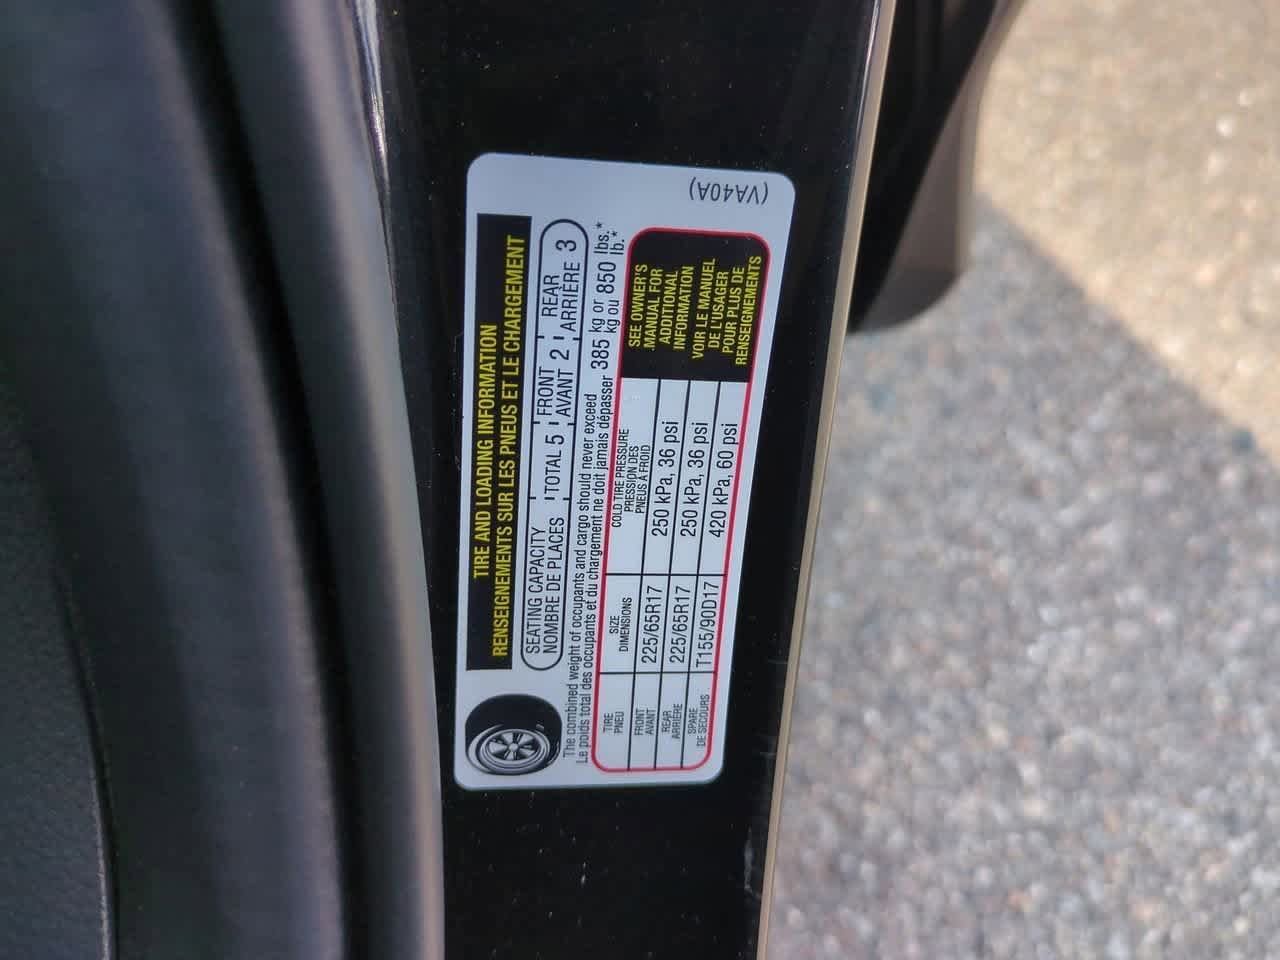 (VA40A)
TIRE AND LOADING INFORMATION
RENSEIGNEMENTS SUR LES PNEUS ET LE CHARGEMENT
SEATING CAPACITY
NOMBRE DE PLACES
TOTAL 5
FRONT
AVANT 2
REAR
ARRIÈRE 3
The combined weight of occupants and cargo should never exceed 385 kg or 850 lbs.*
Le poids total des occupants et du chargement ne doit jamais dépasser 385 kg ou 850 lb.*
TIRE
PNEU
SIZE
DIMENSIONS
COLD TIRE PRESSURE
PRESSION DES
PNEUS À FROID
FRONT
AVANT
225/65R17
250 kPa, 36 psi
REAR
ARRIÈRE
225/65R17
250 kPa, 36 psi
SPARE
DE SECOURS
T155/90D17
420 kPa, 60 psi
SEE OWNER'S
MANUAL FOR
ADDITIONAL
INFORMATION
VOIR LE MANUEL
DE L'USAGER
POUR PLUS DE
RENSEIGNEMENTS